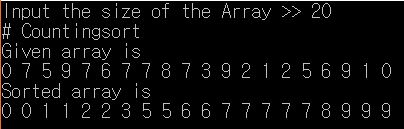 Input the size of the Array >> 20
# Countingsort
Given array is
0 7 5 9 7 6 7 7 8 7 3 9 2 1 2 5 6 9 1 0
Sorted array is
0 0 1 1 2 2 3 5 5 6 6 7 7 7 7 7 8 9 9 9